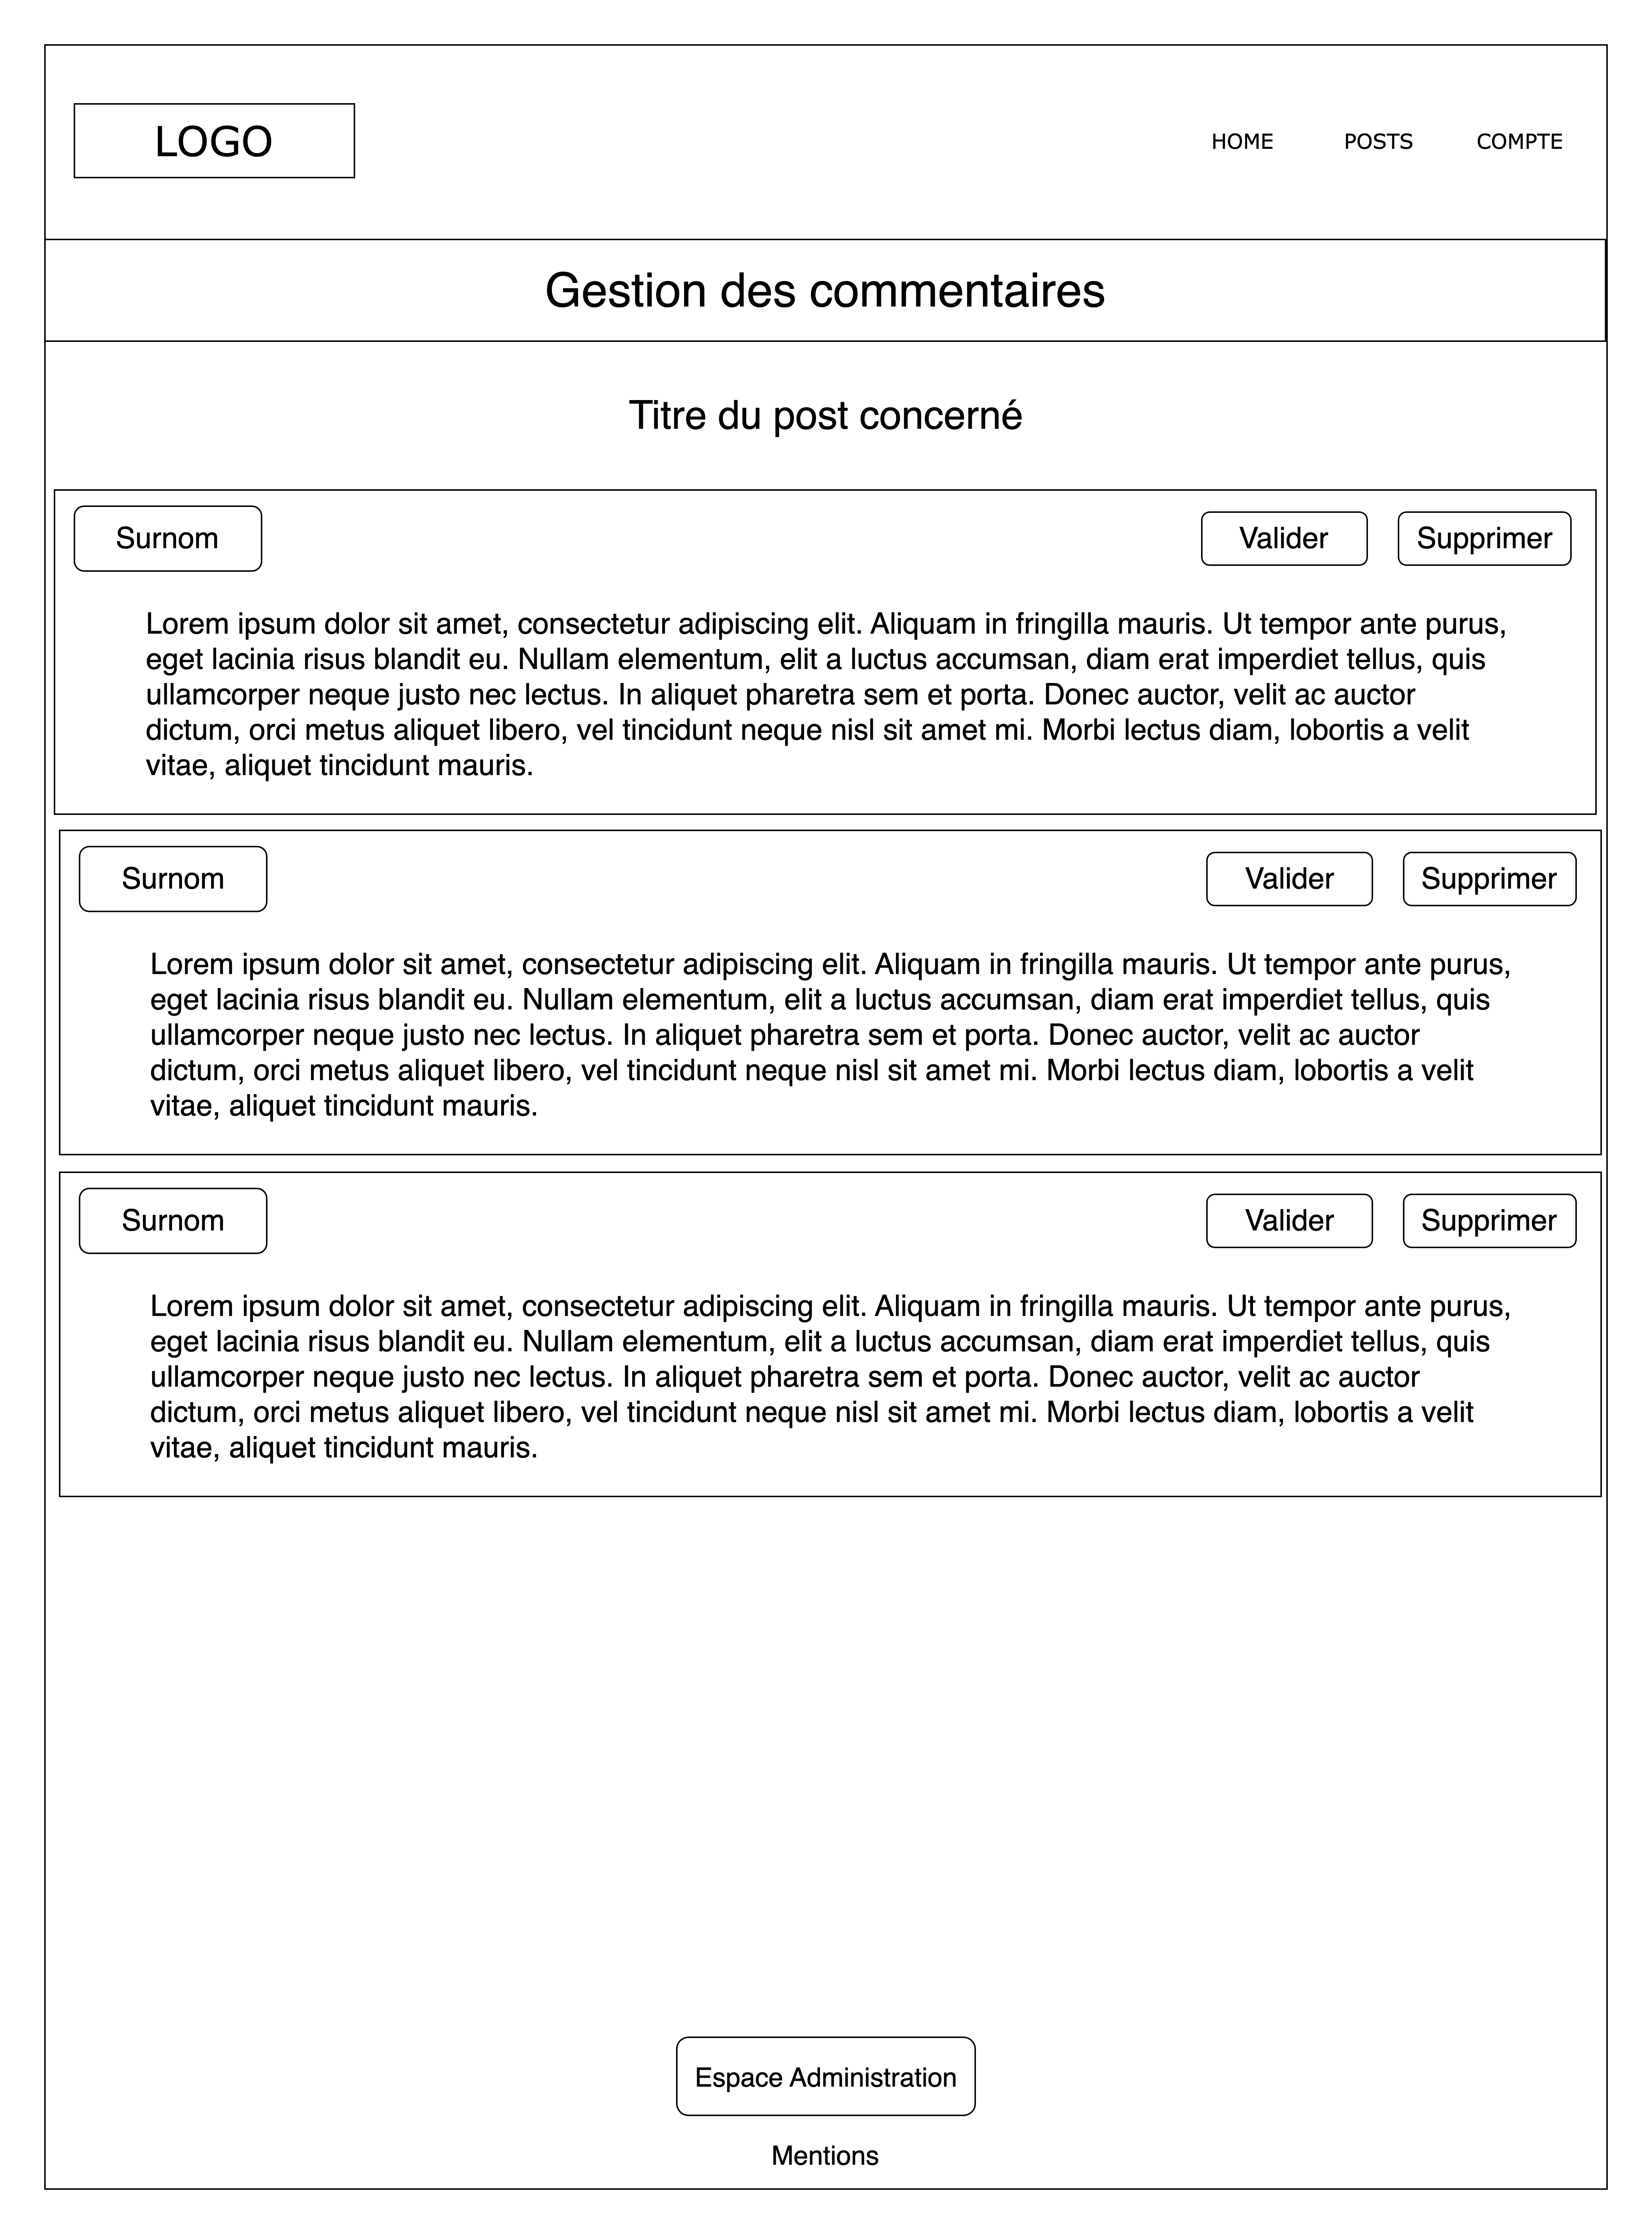 LOGO
HOME POSTS COMPTE
Gestion des commentaires
Titre du post concerné
Surnom Valider Supprimer
Lorem ipsum dolor sit amet, consectetur adipiscing elit. Aliquam in fringilla mauris. Ut tempor ante purus,
eget lacinia risus blandit eu. Nullam elementum, elit a luctus accumsan, diam erat imperdiet tellus, quis
ullamcorper neque justo nec lectus. In aliquet pharetra sem et porta. Donec auctor, velit ac auctor
dictum, orci metus aliquet libero, vel tincidunt neque nisl sit amet mi. Morbi lectus diam, lobortis a velit
vitae, aliquet tincidunt mauris.
Surnom Valider Supprimer
Lorem ipsum dolor sit amet, consectetur adipiscing elit. Aliquam in fringilla mauris. Ut tempor ante purus,
eget lacinia risus blandit eu. Nullam elementum, elit a luctus accumsan, diam erat imperdiet tellus, quis
ullamcorper neque justo nec lectus. In aliquet pharetra sem et porta. Donec auctor, velit ac auctor
dictum, orci metus aliquet libero, vel tincidunt neque nisl sit amet mi. Morbi lectus diam, lobortis a velit
vitae, aliquet tincidunt mauris.
Surnom Valider Supprimer
Lorem ipsum dolor sit amet, consectetur adipiscing elit. Aliquam in fringilla mauris. Ut tempor ante purus,
eget lacinia risus blandit eu. Nullam elementum, elit a luctus accumsan, diam erat imperdiet tellus, quis
ullamcorper neque justo nec lectus. In aliquet pharetra sem et porta. Donec auctor, velit ac auctor
dictum, orci metus aliquet libero, vel tincidunt neque nisl sit amet mi. Morbi lectus diam, lobortis a velit
vitae, aliquet tincidunt mauris.
Espace Administration
Mentions